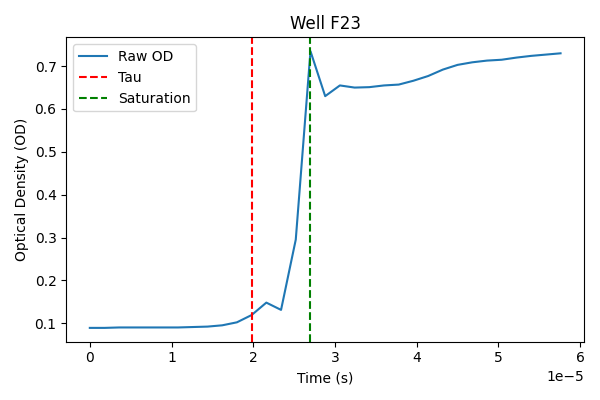 Well F23
Raw OD
Tau
Saturation
Optical Density (OD)
0.7
0.6
0.5
0.4
0.3
0.2
0.1
0 1 2 3 4 5 6
Time (s)
1e−5